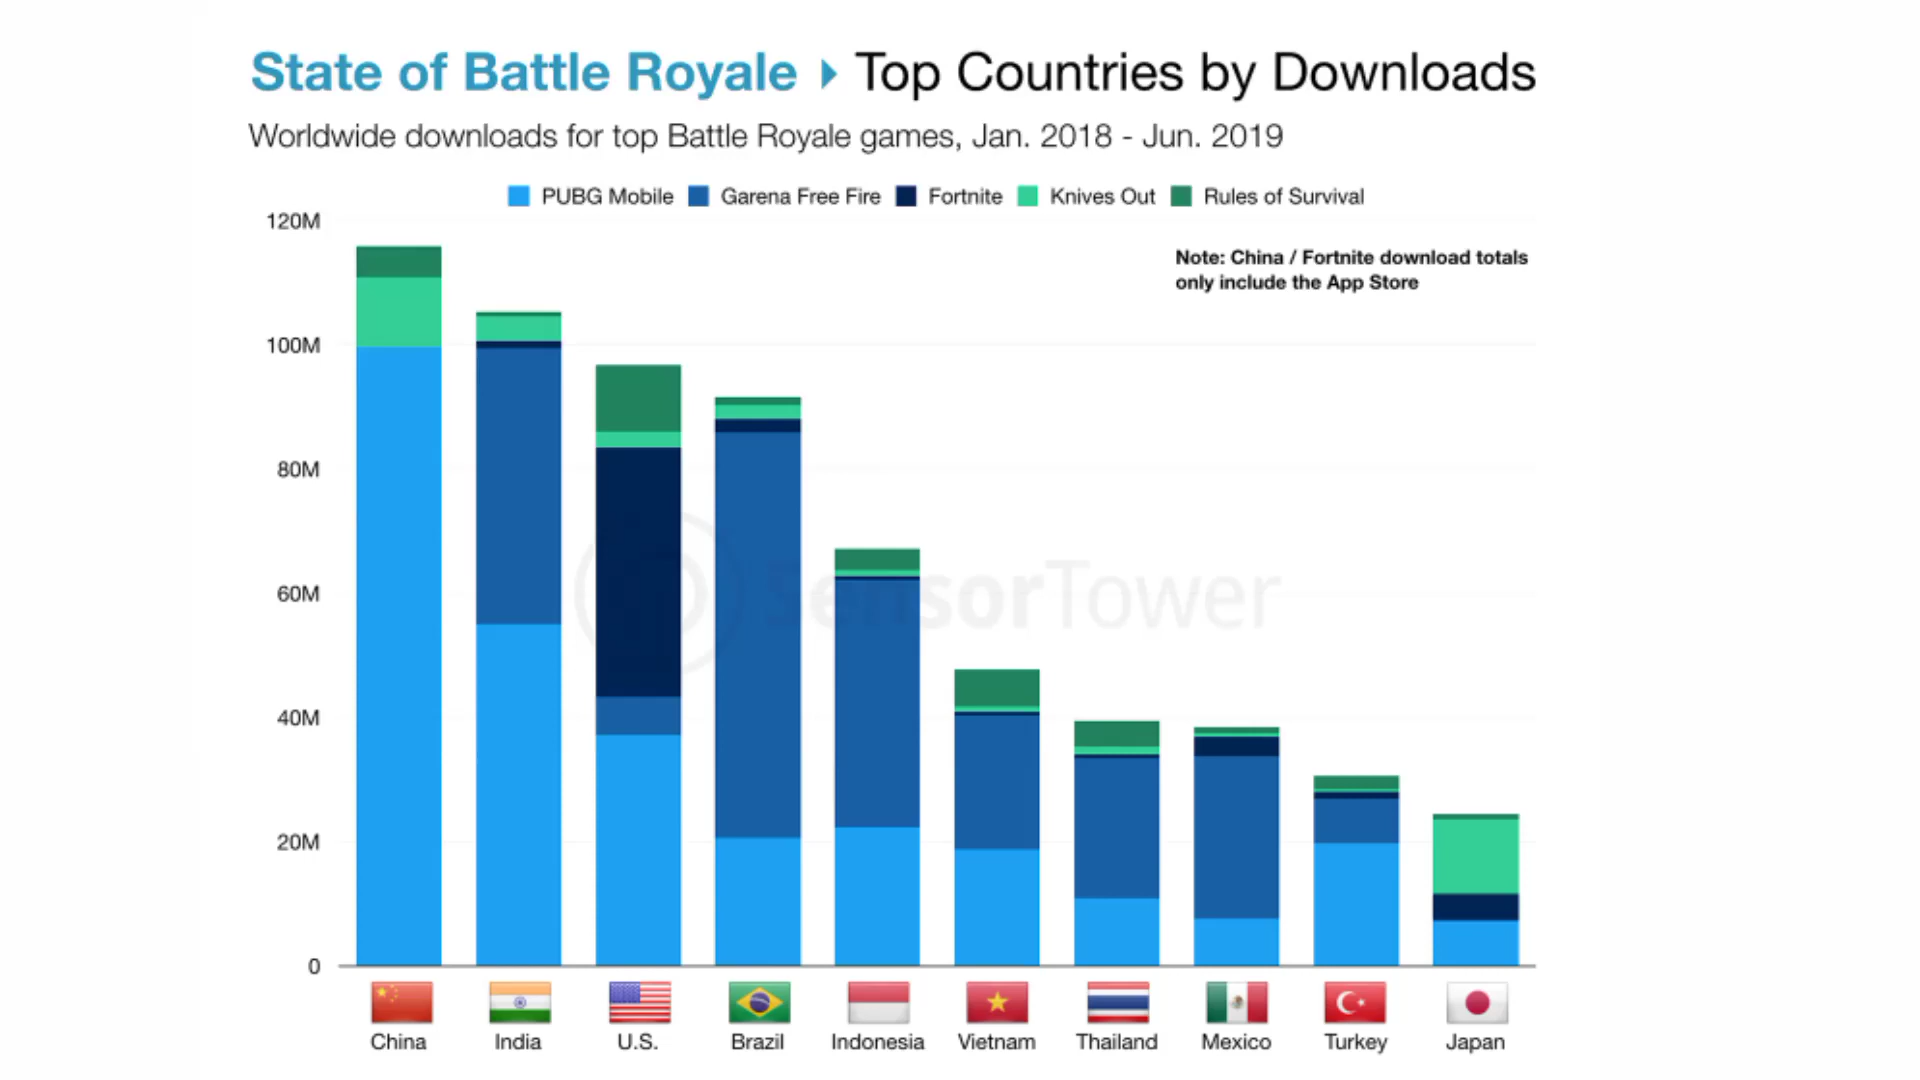 State of Battle Royale ▸ Top Countries by Downloads
Worldwide downloads for top Battle Royale games, Jan. 2018 - Jun. 2019
PUBG Mobile Garena Free Fire Fortnite Knives Out Rules of Survival
120M
Note: China / Fortnite download totals
only include the App Store
100M
80M
60M
SensorTower
40M
20M
0
China India U.S. Brazil Indonesia Vietnam Thailand Mexico Turkey Japan